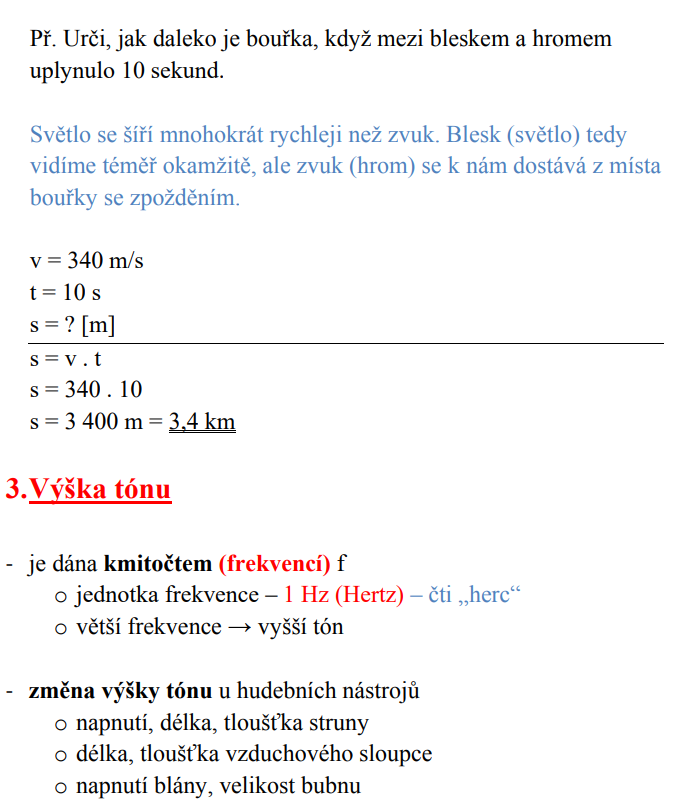 Př. Urči, jak daleko je bouřka, když mezi bleskem a hromem
uplynulo 10 sekund.
Světlo se šíří mnohokrát rychleji než zvuk. Blesk (světlo) tedy
vidíme téměř okamžitě, ale zvuk (hrom) se k nám dostává z místa
bouřky se zpožděním.
v = 340 m/s
t = 10 s
s = ? [m]
s = v . t
s = 340 . 10
s = 3 400 m = 3,4 km
3. Výška tónu
- je dána kmitočtem (frekvencí) f
o jednotka frekvence – 1 Hz (Hertz) – čti „herc“
o větší frekvence → vyšší tón
- změna výšky tónu u hudebních nástrojů
o napnutí, délka, tloušťka struny
o délka, tloušťka vzduchového sloupce
o napnutí blány, velikost bubnu